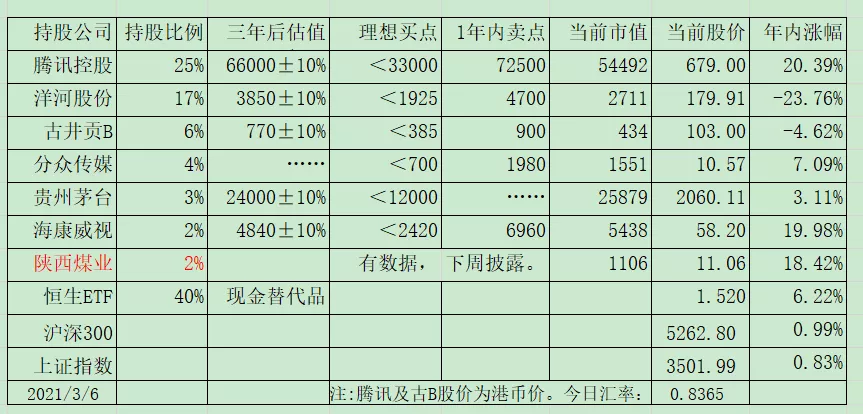 持股公司 持股比例 三年后估值 理想买点 1年内卖点 当前市值 当前股价 年内涨幅
腾讯控股 25% 66000±10% <33000 72500 54492 679.00 20.39%
洋河股份 17% 3850±10% <1925 4700 2711 179.91 -23.76%
古井贡B 6% 770±10% <385 900 434 103.00 -4.62%
分众传媒 4% …… <700 1980 1551 10.57 7.09%
贵州茅台 3% 24000±10% <12000 …… 25879 2060.11 3.11%
海康威视 2% 4840±10% <2420 6960 5438 58.20 19.98%
陕西煤业 2% 有数据，下周披露。 1106 11.06 18.42%
恒生ETF 40% 现金替代品 1.520 6.22%
沪深300 5262.80 0.99%
上证指数 3501.99 0.83%
2021/3/6 注:腾讯及古B股价为港币价。今日汇率: 0.8365